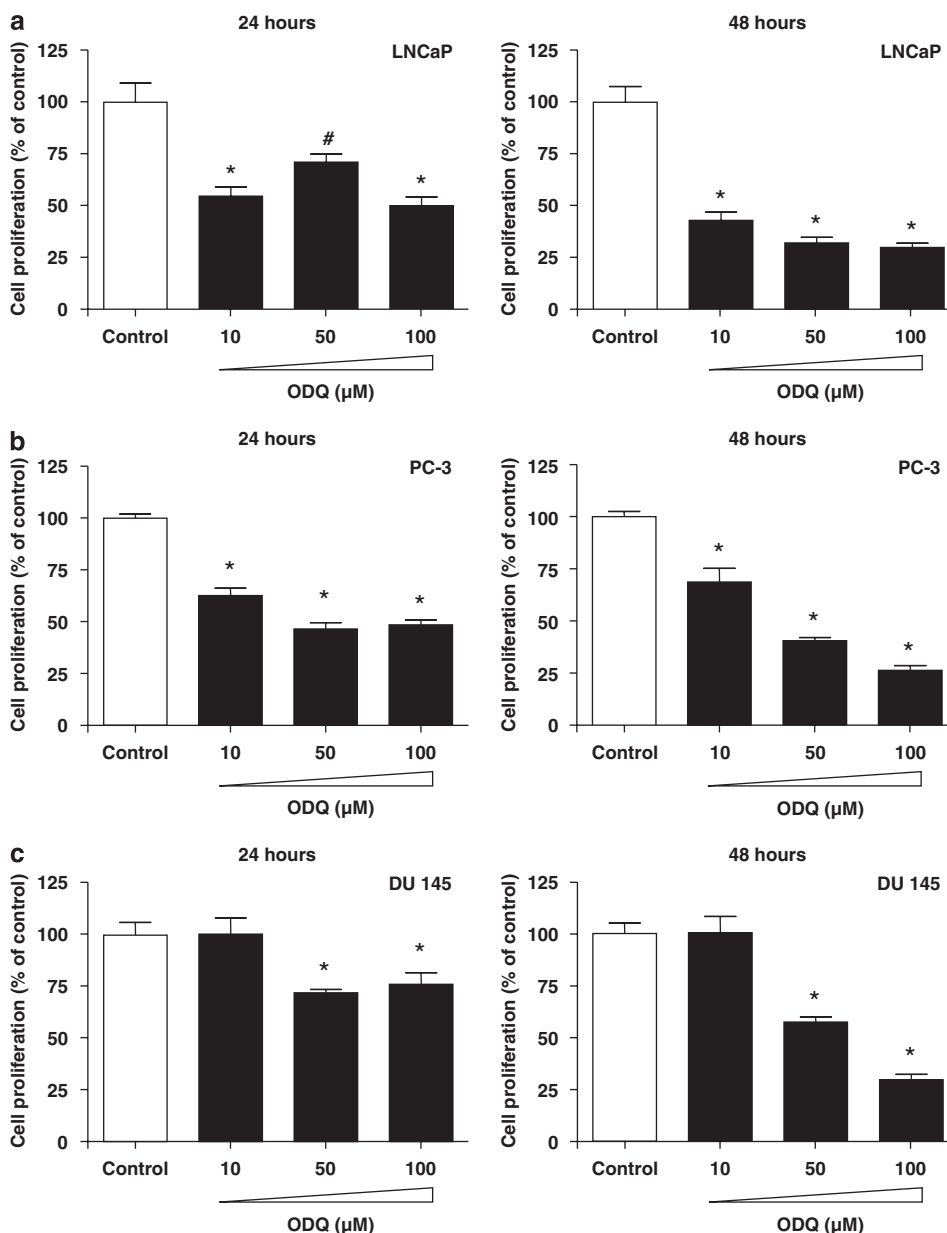 a
24 hours
LNCaP
Cell proliferation (% of control)
125
100
75
50
25
0
*
#
*
Control 10 50 100
ODQ (µM)
48 hours
LNCaP
Cell proliferation (% of control)
125
100
75
50
25
0
*
*
*
Control 10 50 100
ODQ (µM)
b
24 hours
PC-3
Cell proliferation (% of control)
125
100
75
50
25
0
*
*
*
Control 10 50 100
ODQ (µM)
48 hours
PC-3
Cell proliferation (% of control)
125
100
75
50
25
0
*
*
*
Control 10 50 100
ODQ (µM)
c
24 hours
DU 145
Cell proliferation (% of control)
125
100
75
50
25
0
*
*
Control 10 50 100
ODQ (µM)
48 hours
DU 145
Cell proliferation (% of control)
125
100
75
50
25
0
*
*
Control 10 50 100
ODQ (µM)